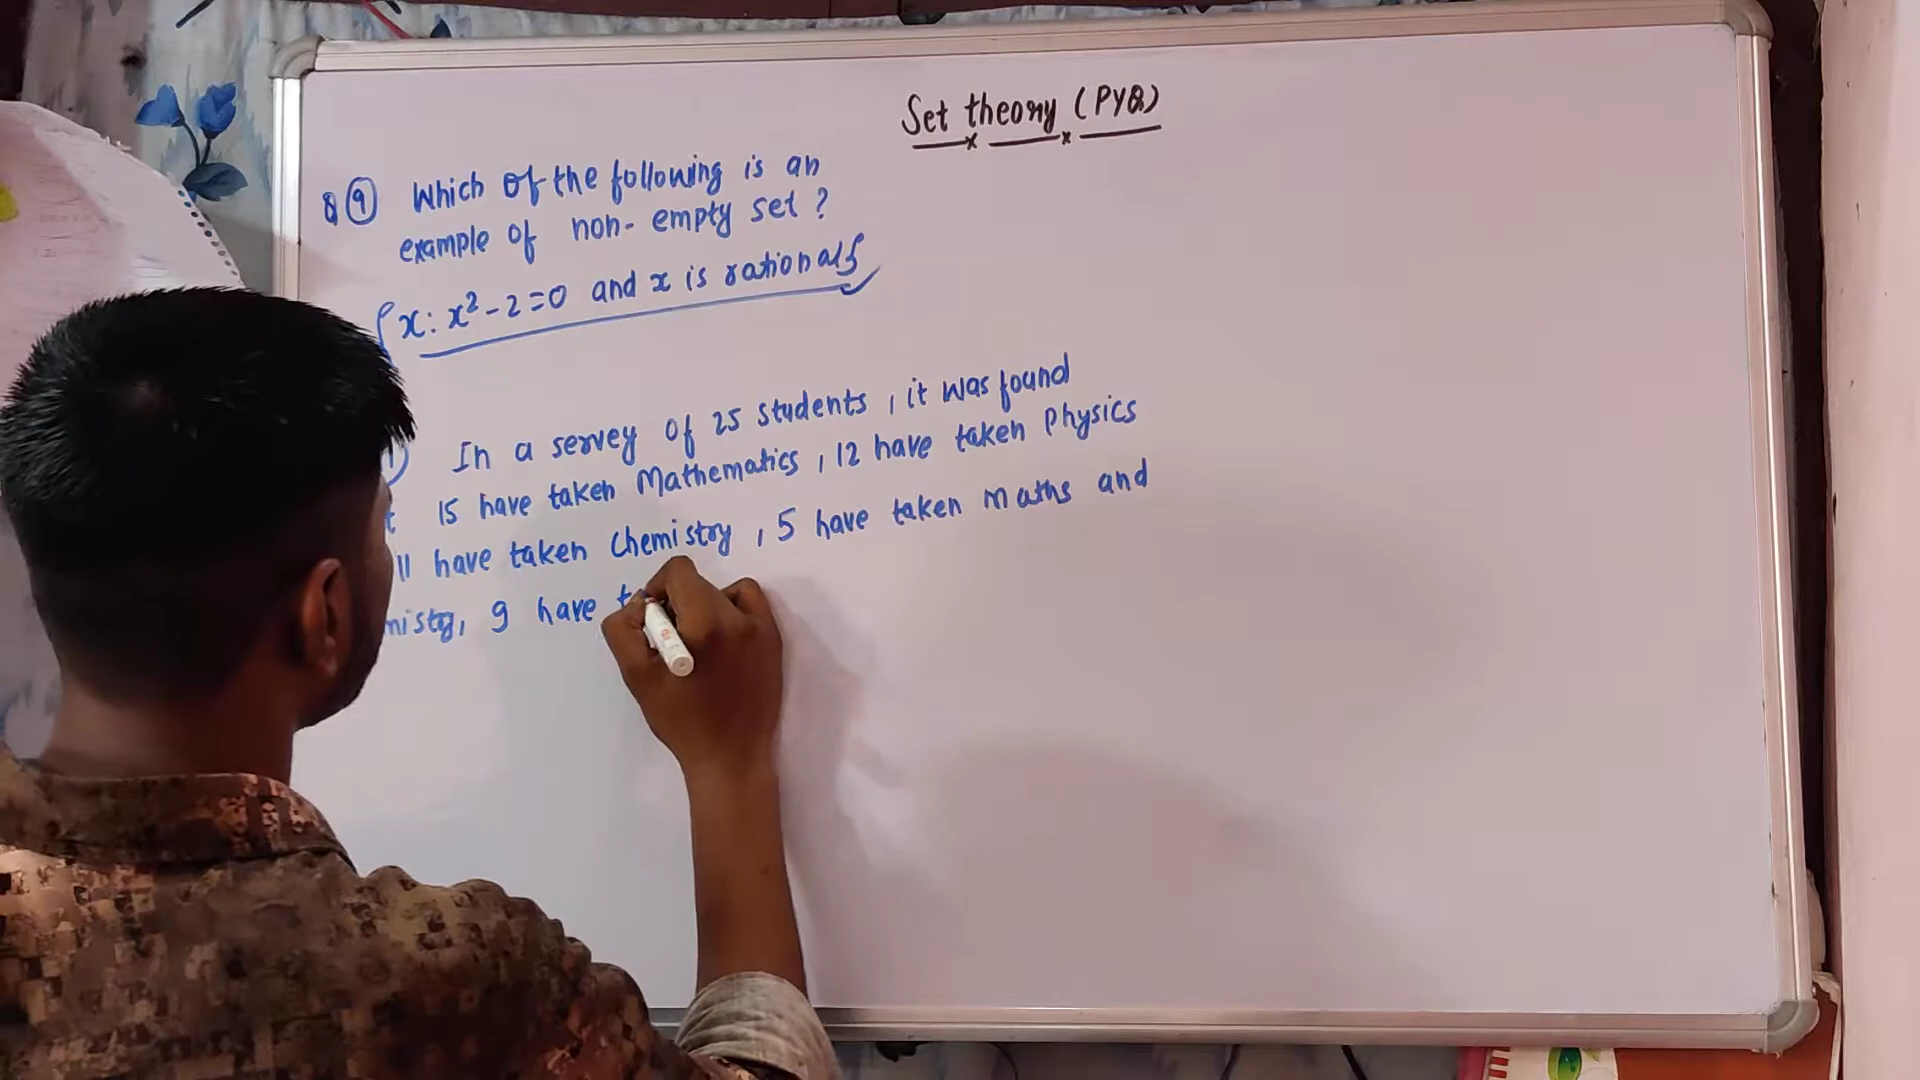 Set theory (PYQ)
Q (9) Which of the following is an
example of non-empty set ?
{x: x²-2=0 and x is rational}
In a servey of 25 students, it was found
15 have taken Mathematics, 12 have taken Physics
11 have taken Chemistry, 5 have taken maths and
mistry, 9 have